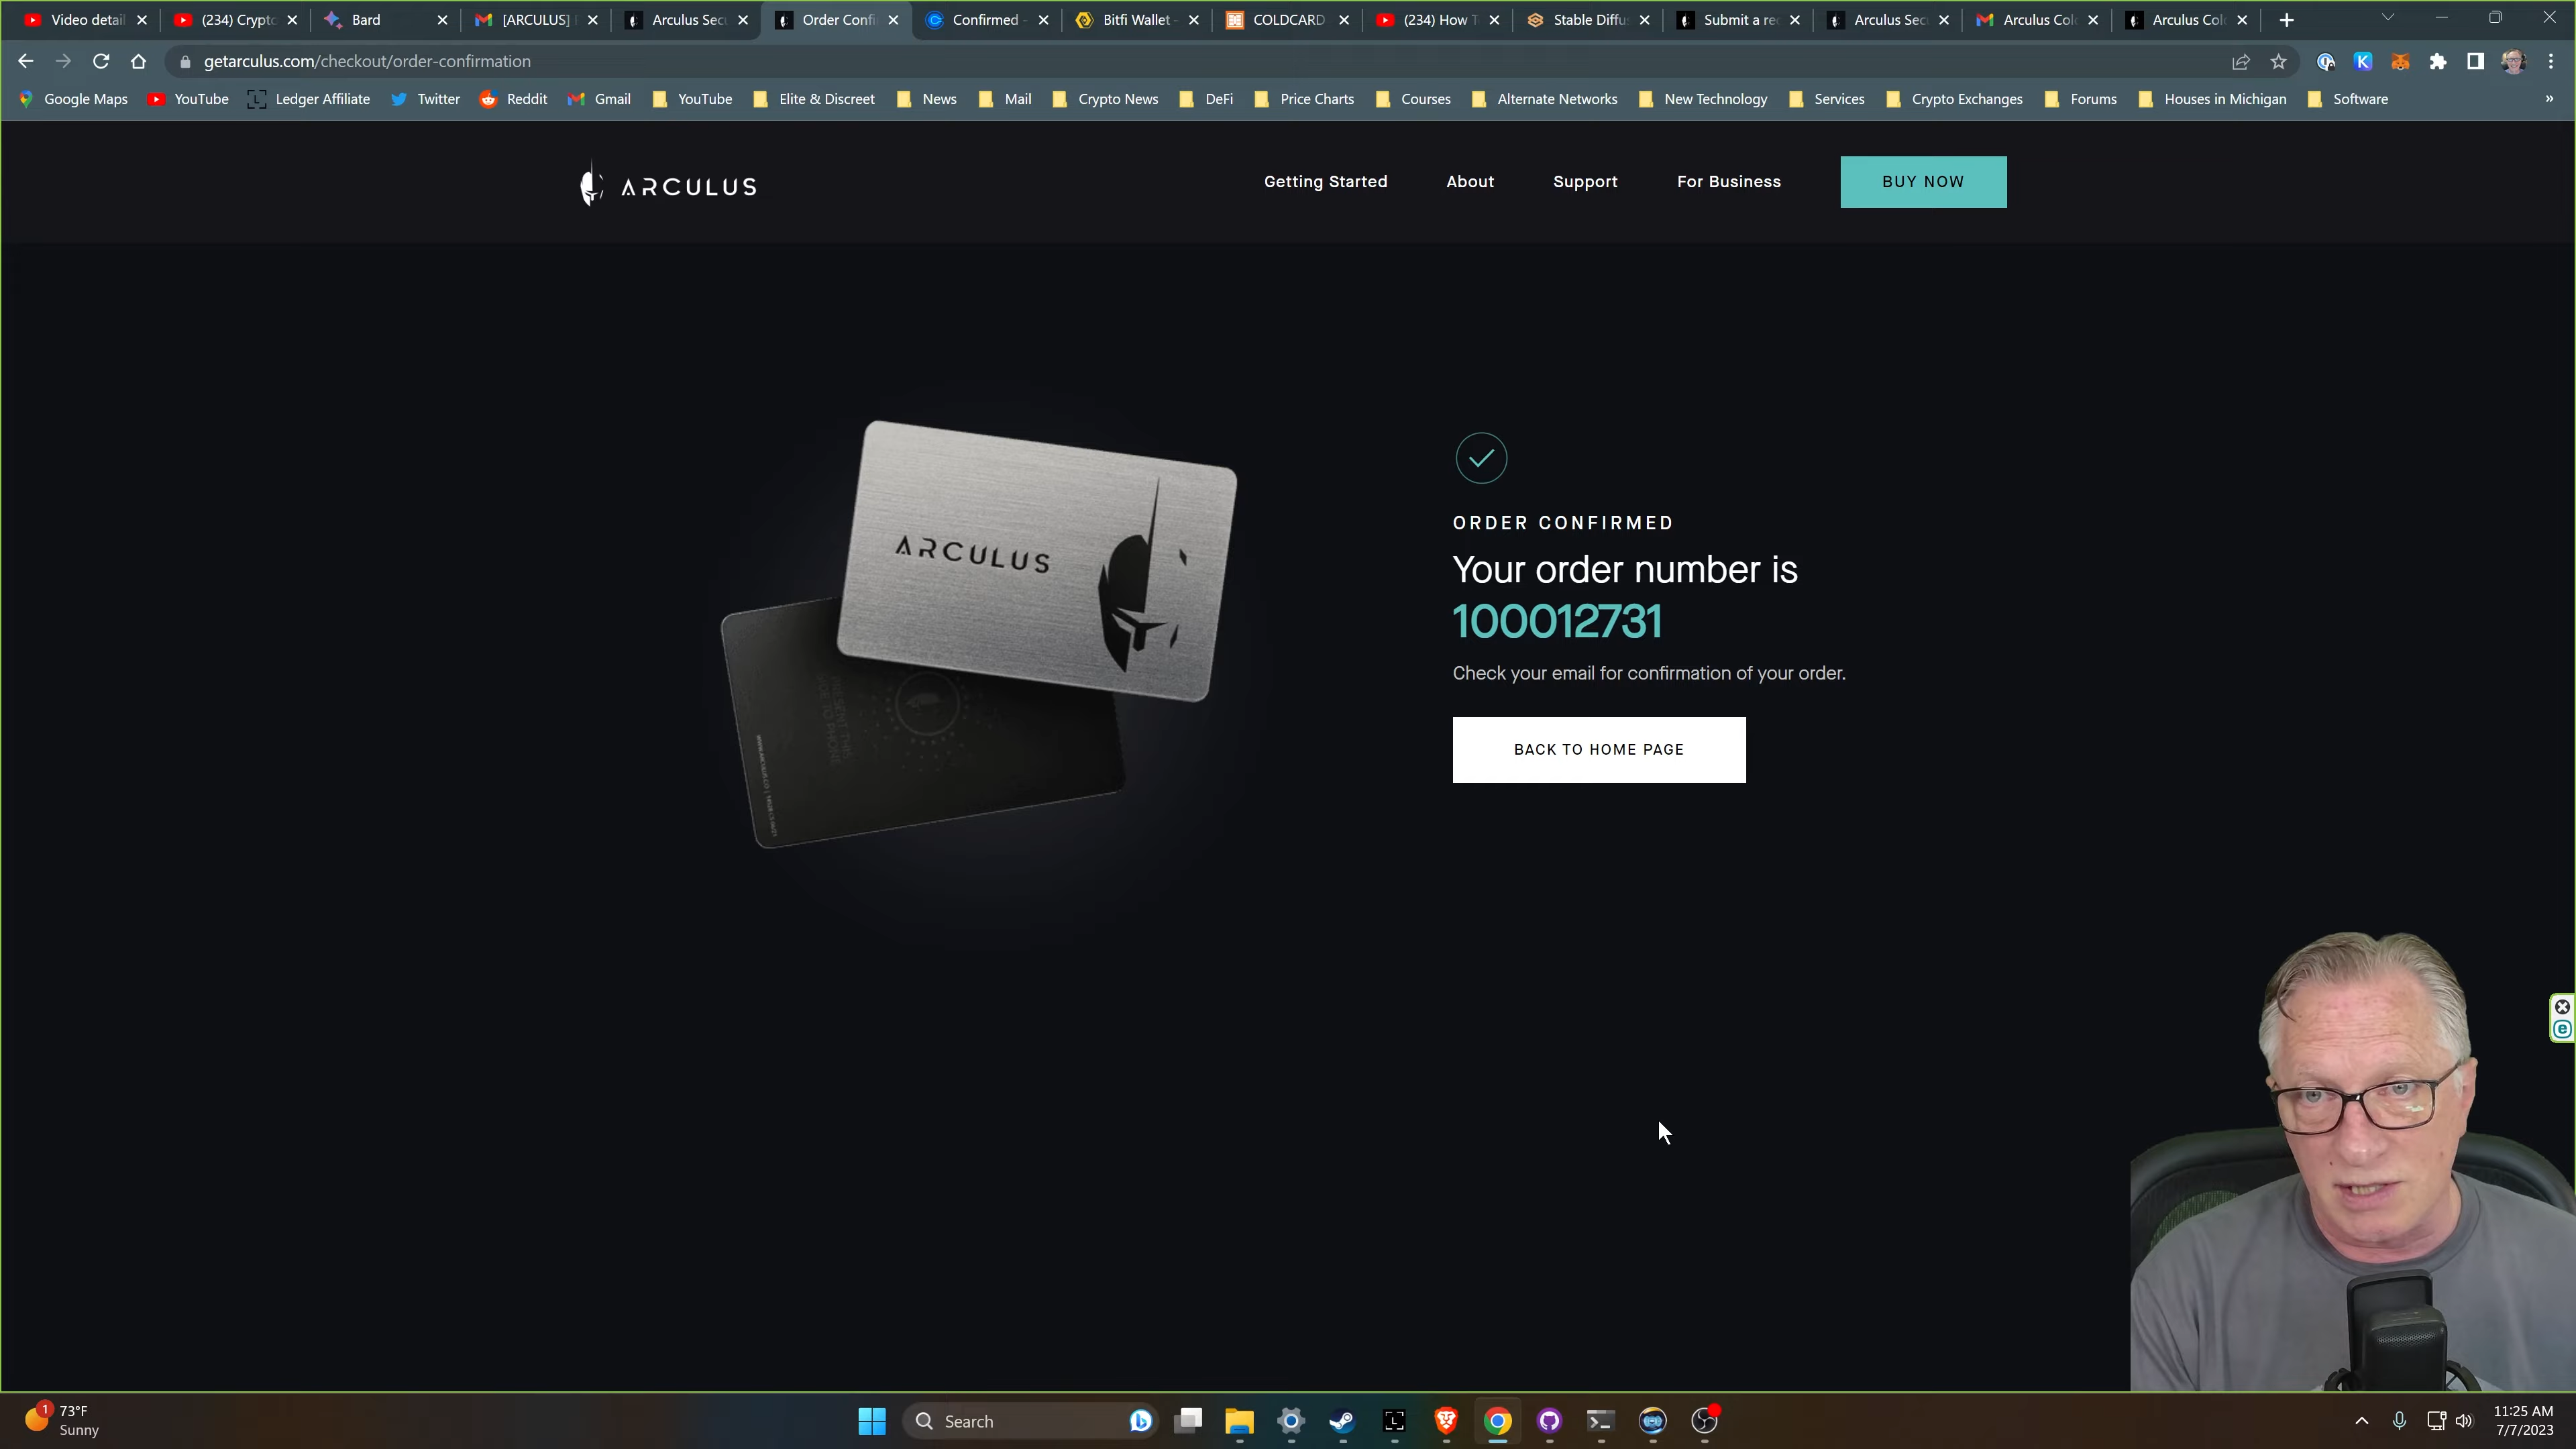 Video detail
(234) Crypto
Bard
[ARCULUS]
Arculus Sec
Order Confi
Confirmed -
Bitfi Wallet -
COLDCARD
(234) How T
Stable Diffus
Submit a re
Arculus Sec
Arculus Col
Arculus Col
getarculus.com/checkout/order-confirmation
Google Maps
YouTube
Ledger Affiliate
Twitter
Reddit
Gmail
YouTube
Elite & Discreet
News
Mail
Crypto News
DeFi
Price Charts
Courses
Alternate Networks
New Technology
Services
Crypto Exchanges
Forums
Houses in Michigan
Software
»
ARCULUS
Getting Started
About
Support
For Business
BUY NOW
ARCULUS
ORDER CONFIRMED
Your order number is
100012731
Check your email for confirmation of your order.
BACK TO HOME PAGE
1
73°F
Sunny
Search
11:25 AM
7/7/2023